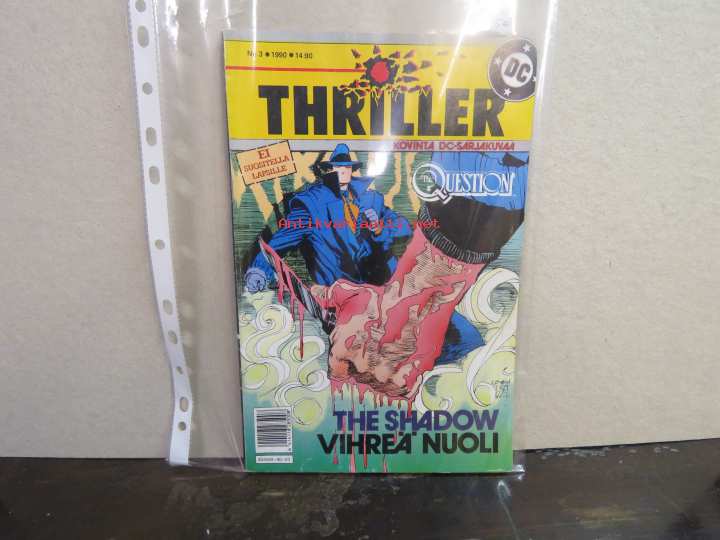 No 3 • 1990 • 14:90
DC
THRILLER
KOVINTA DC-SARJAKUVAA
EI
SUOSITELLA
LAPSILLE
The
QUESTION
Antikvariaatti.net
THE SHADOW
VIHREÄ NUOLI